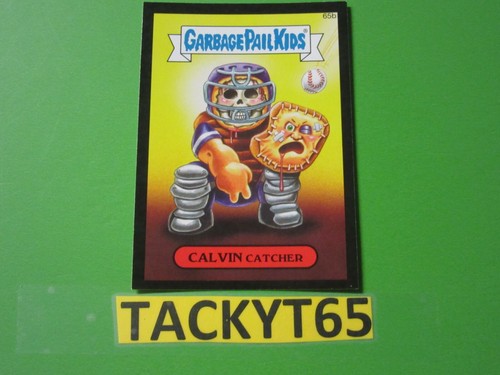 65b
GARBAGE PAIL KIDS
CALVIN CATCHER
TACKYT65